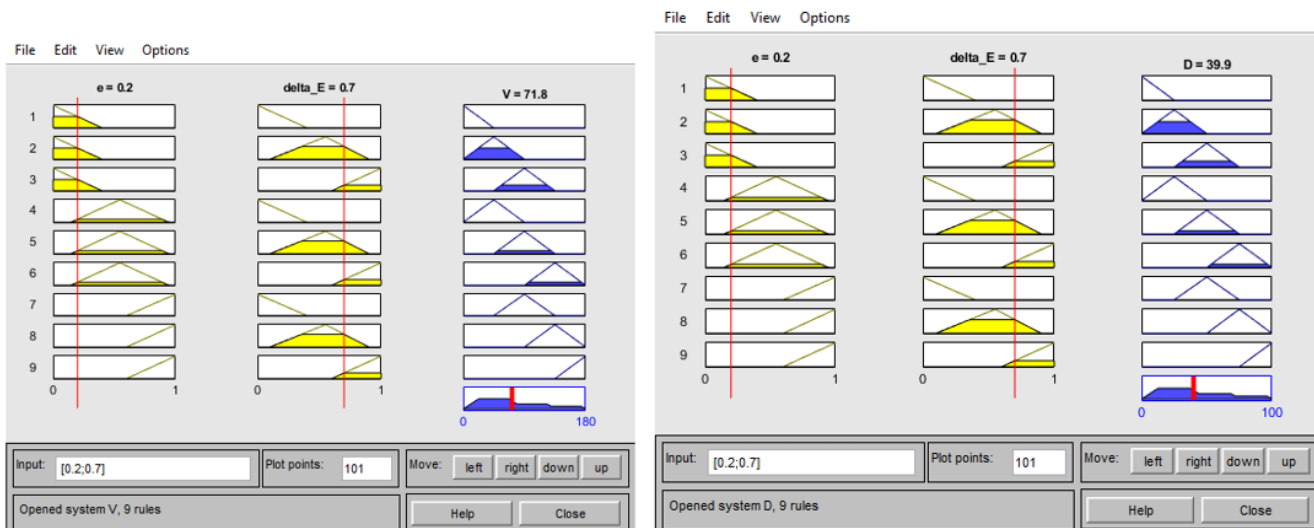 File Edit View Options
e = 0.2 delta_E = 0.7 V = 71.8
1
2
3
4
5
6
7
8
9
0 1 0 180
Input: [0.2;0.7] Plot points: 101 Move: left right down up
Opened system V, 9 rules Help Close
File Edit View Options
e = 0.2 delta_E = 0.7 D = 39.9
1
2
3
4
5
6
7
8
9
0 1 0 1 0 100
Input: [0.2;0.7] Plot points: 101 Move: left right down up
Opened system D, 9 rules Help Close